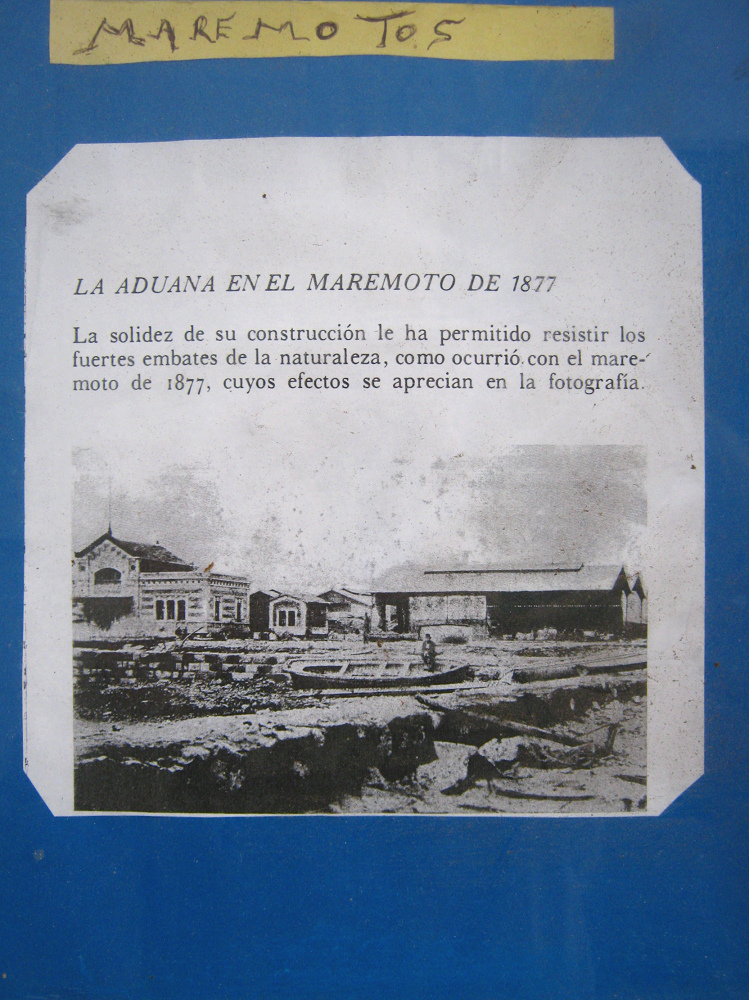 MAREMOTOS
LA ADUANA EN EL MAREMOTO DE 1877
La solidez de su construcción le ha permitido resistir los
fuertes embates de la naturaleza, como ocurrió con el mare-
moto de 1877, cuyos efectos se aprecian en la fotografía.